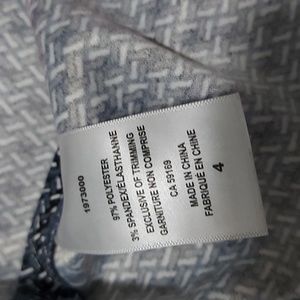 1973000
97% POLYESTER
3% SPANDEX/ELASTHANNE
EXCLUSIVE OF TRIMMING
GARNITURE NON COMPRISE
CA 59169
MADE IN CHINA
FABRIQUÉ EN CHINE
4